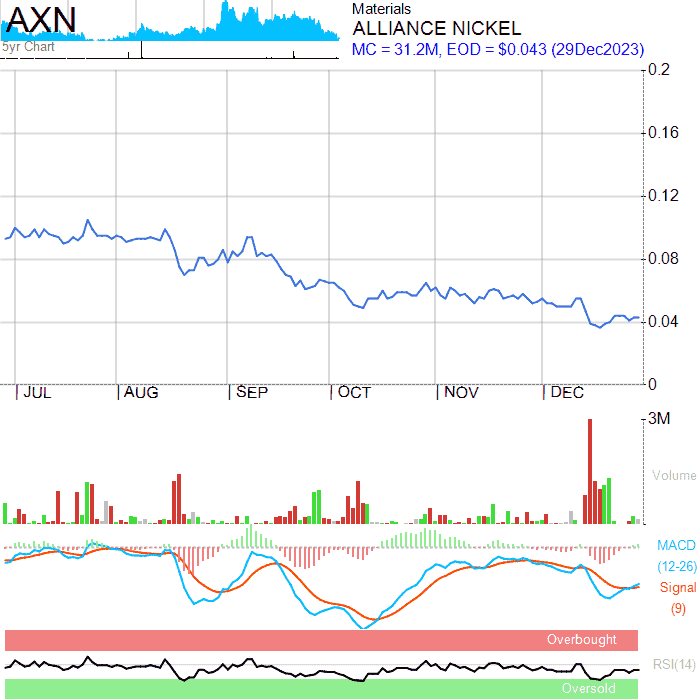 AXN
5yr Chart
Materials
ALLIANCE NICKEL
MC = 31.2M, EOD = $0.043 (29Dec2023)
0.2
0.16
0.12
0.08
0.04
0
JUL AUG SEP OCT NOV DEC
3M
Volume
MACD
(12-26)
Signal
(9)
Overbought
RSI(14)
Oversold